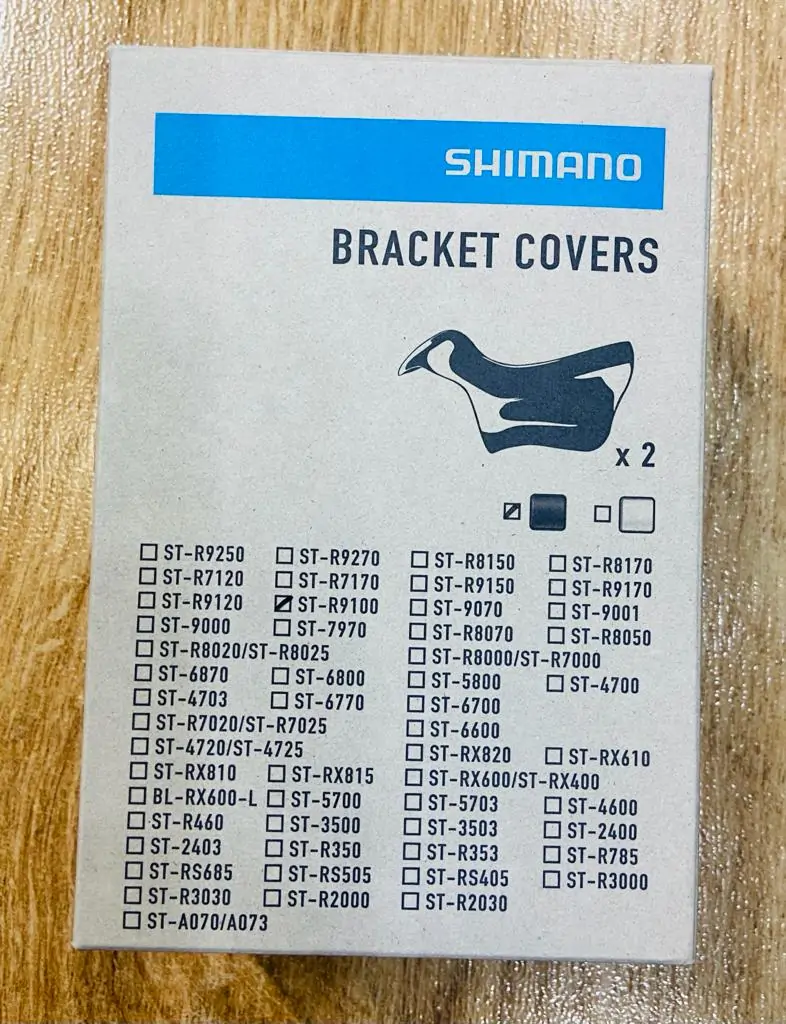 SHIMANO
BRACKET COVERS
x 2
ST-R9250 ST-R9270 ST-R8150 ST-R8170
ST-R7120 ST-R7170 ST-R9150 ST-R9170
ST-R9120 ST-R9100 ST-9070 ST-9001
ST-9000 ST-7970 ST-R8070 ST-R8050
ST-R8020/ST-R8025 ST-R8000/ST-R7000
ST-6870 ST-6800 ST-5800 ST-4700
ST-4703 ST-6770 ST-6700
ST-R7020/ST-R7025 ST-6600
ST-4720/ST-4725 ST-RX820 ST-RX610
ST-RX810 ST-RX815 ST-RX600/ST-RX400
BL-RX600-L ST-5700 ST-5703 ST-4600
ST-R460 ST-3500 ST-3503 ST-2400
ST-2403 ST-R350 ST-R353 ST-R785
ST-RS685 ST-RS505 ST-RS405 ST-R3000
ST-R3030 ST-R2000 ST-R2030
ST-A070/A073